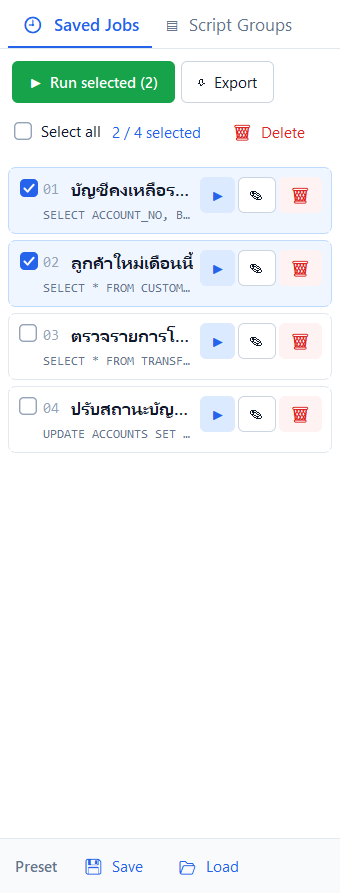 Saved Jobs
Script Groups
Run selected (2)
Export
Select all
2 / 4 selected
Delete
01 บัญชีคงเหลือร...
SELECT ACCOUNT_NO, B...
02 ลูกค้าใหม่เดือนนี้
SELECT * FROM CUSTOM...
03 ตรวจรายการโ...
SELECT * FROM TRANSF...
04 ปรับสถานะบัญ...
UPDATE ACCOUNTS SET ...
Preset
Save
Load